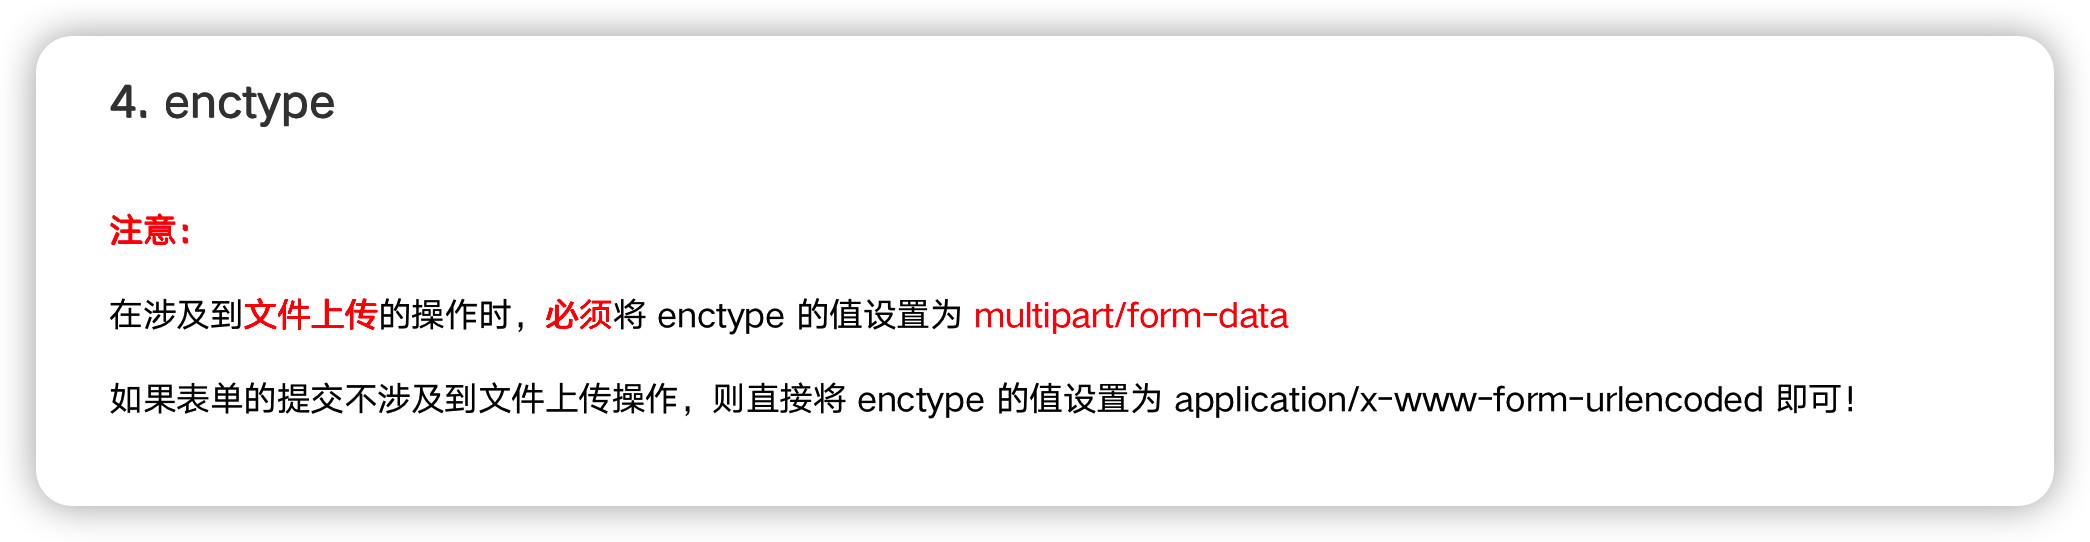 4. enctype
注意：
在涉及到文件上传的操作时，必须将 enctype 的值设置为 multipart/form-data
如果表单的提交不涉及到文件上传操作，则直接将 enctype 的值设置为 application/x-www-form-urlencoded 即可！